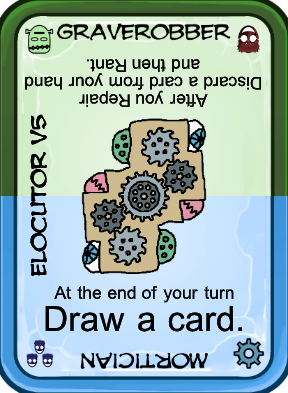 GRAVEROBBER
After you Repair
Discard a card from your hand
and then Rant.
ELOCUTOR V5
At the end of your turn
Draw a card.
MORTICIAN